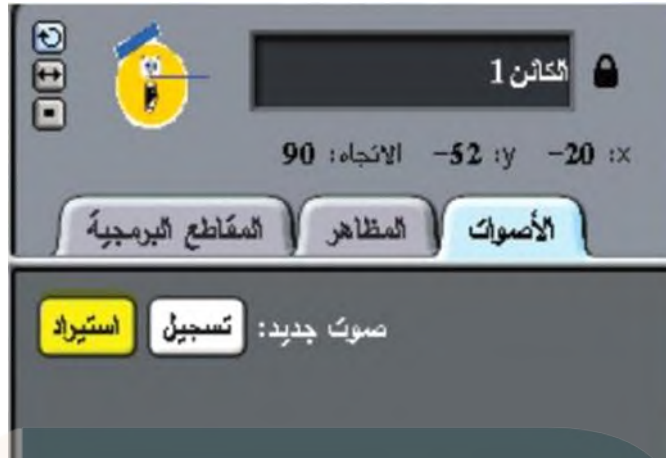 الكائن 1
x: -20 y: -52 الاتجاه: 90
الأصوات المظاهر المقاطع البرمجية
صوت جديد: تسجيل استيراد